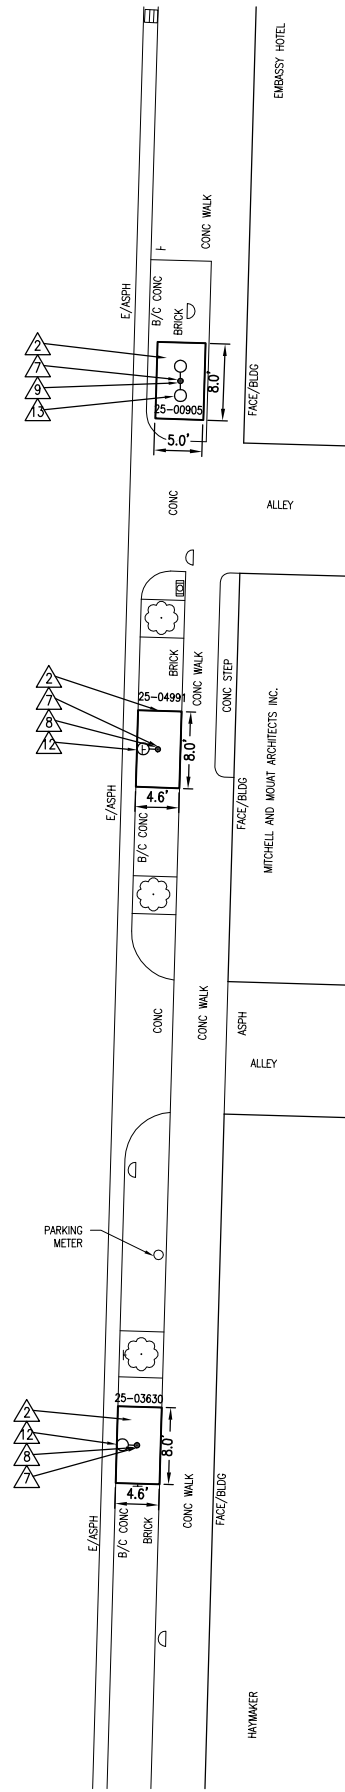 EMBASSY HOTEL
CONC WALK
E/ASPH
B/C CONC
BRICK
2
7
9
13
8.0'
25-00905
5.0'
FACE/BLDG
CONC
ALLEY
BRICK
CONC WALK
CONC STEP
2
7
8
12
25-04991
8.0'
4.6'
E/ASPH
B/C CONC
FACE/BLDG
MITCHELL AND MOUAT ARCHITECTS INC.
CONC
CONC WALK
ASPH
ALLEY
PARKING
METER
25-03630
2
12
8
7
8.0'
4.6'
E/ASPH
B/C CONC
BRICK
CONC WALK
FACE/BLDG
HAYMAKER